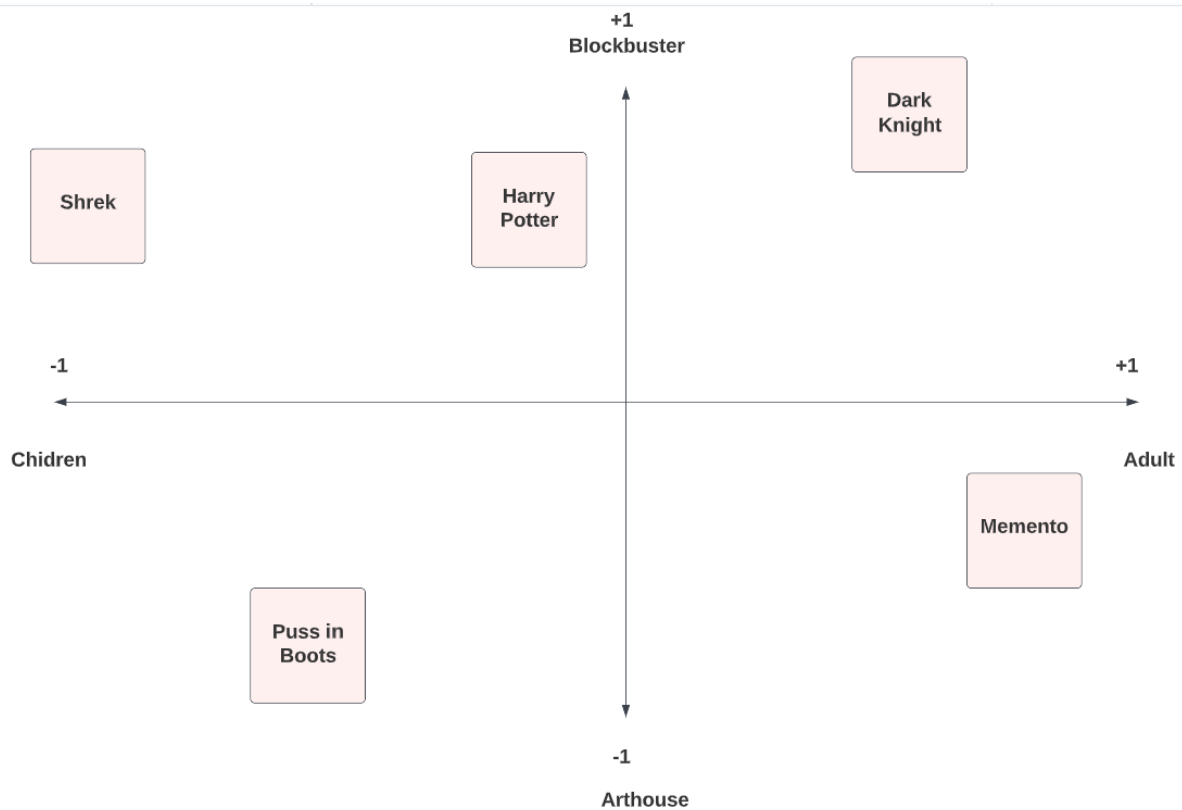 +1
Blockbuster
Dark
Knight
Shrek
Harry
Potter
-1
+1
Chidren
Adult
Memento
Puss in
Boots
-1
Arthouse